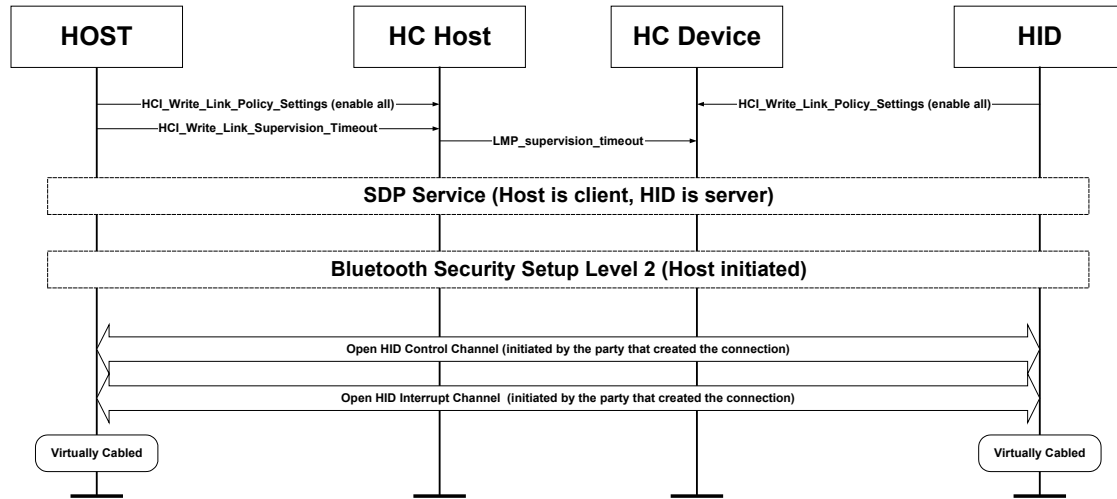 HOST
HC Host
HC Device
HID
HCI_Write_Link_Policy_Settings (enable all)
HCI_Write_Link_Policy_Settings (enable all)
HCI_Write_Link_Supervision_Timeout
LMP_supervision_timeout
SDP Service (Host is client, HID is server)
Bluetooth Security Setup Level 2 (Host initiated)
Open HID Control Channel (initiated by the party that created the connection)
Open HID Interrupt Channel (initiated by the party that created the connection)
Virtually Cabled
Virtually Cabled